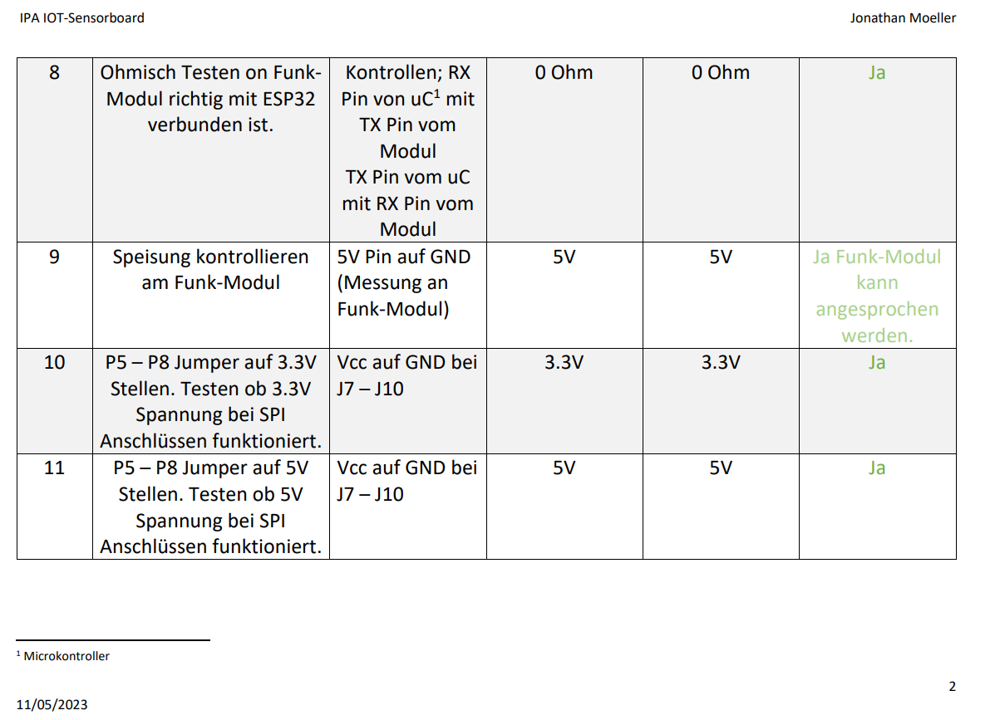 IPA IOT-Sensorboard
Jonathan Moeller
8
Ohmisch Testen on Funk-
Modul richtig mit ESP32
verbunden ist.
Kontrollen; RX
Pin von uC¹ mit
TX Pin vom
Modul
TX Pin vom uC
mit RX Pin vom
Modul
0 Ohm
0 Ohm
Ja
9
Speisung kontrollieren
am Funk-Modul
5V Pin auf GND
(Messung an
Funk-Modul)
5V
5V
Ja Funk-Modul
kann
angesprochen
werden.
10
P5 – P8 Jumper auf 3.3V
Stellen. Testen ob 3.3V
Spannung bei SPI
Anschlüssen funktioniert.
Vcc auf GND bei
J7 – J10
3.3V
3.3V
Ja
11
P5 – P8 Jumper auf 5V
Stellen. Testen ob 5V
Spannung bei SPI
Anschlüssen funktioniert.
Vcc auf GND bei
J7 – J10
5V
5V
Ja
¹ Microkontroller
2
11/05/2023